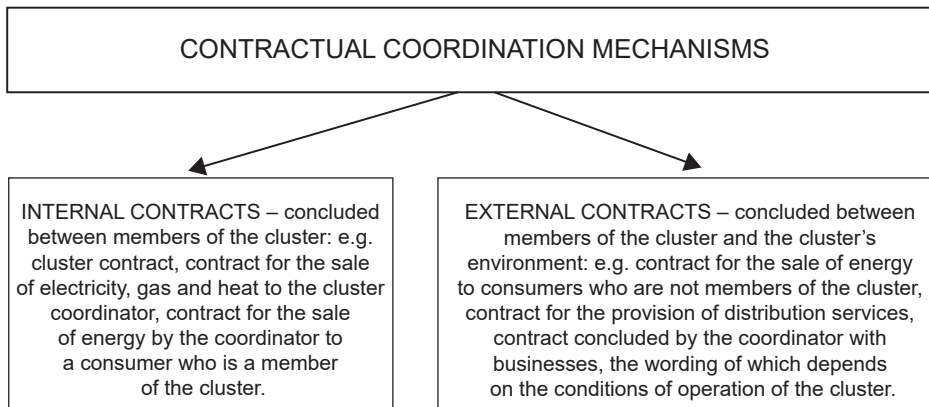 CONTRACTUAL COORDINATION MECHANISMS
INTERNAL CONTRACTS – concluded
between members of the cluster: e.g.
cluster contract, contract for the sale
of electricity, gas and heat to the cluster
coordinator, contract for the sale
of energy by the coordinator to
a consumer who is a member
of the cluster.
EXTERNAL CONTRACTS – concluded between
members of the cluster and the cluster’s
environment: e.g. contract for the sale of energy
to consumers who are not members of the cluster,
contract for the provision of distribution services,
contract concluded by the coordinator with
businesses, the wording of which depends
on the conditions of operation of the cluster.